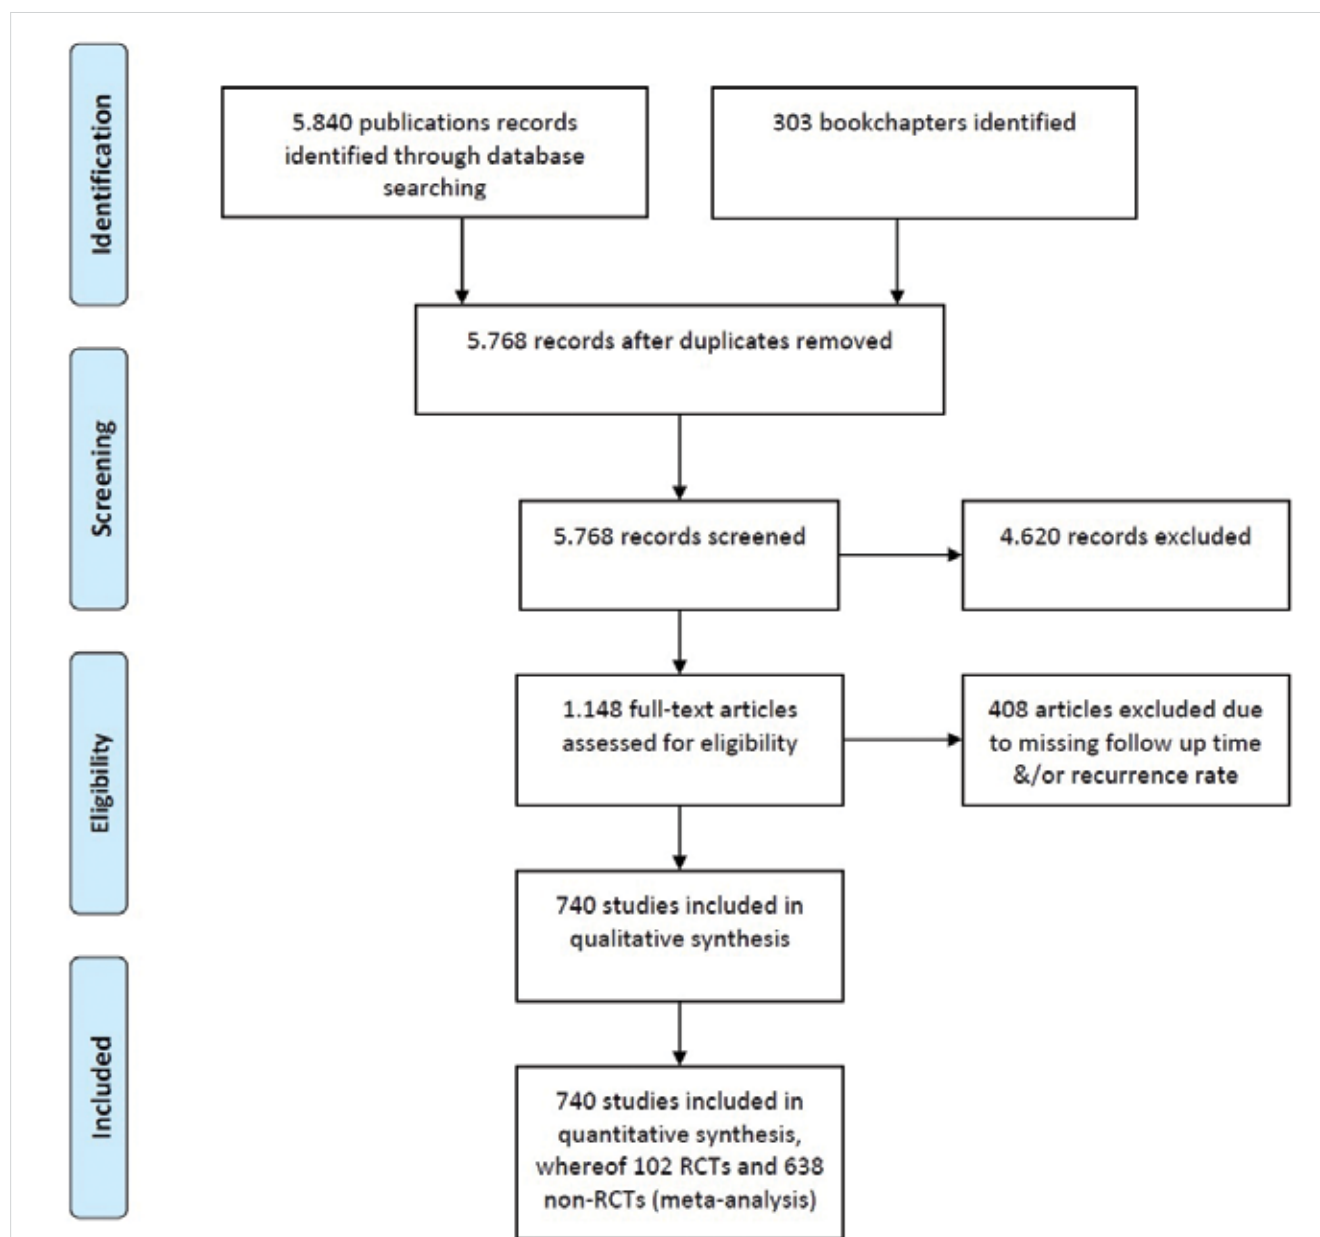 Identification
5.840 publications records
identified through database
searching
303 bookchapters identified
5.768 records after duplicates removed
Screening
5.768 records screened
4.620 records excluded
Eligibility
1.148 full-text articles
assessed for eligibility
408 articles excluded due
to missing follow up time
&/or recurrence rate
740 studies included in
qualitative synthesis
Included
740 studies included in
quantitative synthesis,
whereof 102 RCTs and 638
non-RCTs (meta-analysis)